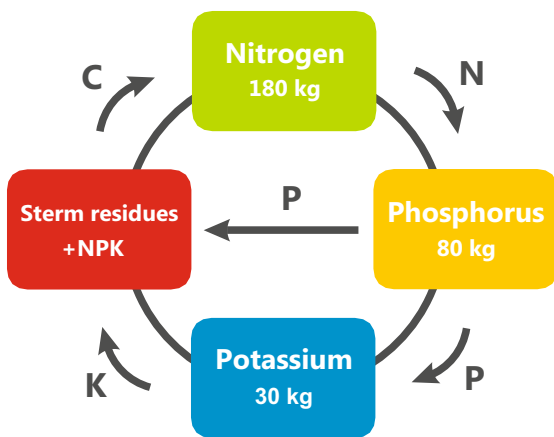 Nitrogen
180 kg
C
N
Sterm residues
+NPK
P
Phosphorus
80 kg
K
Potassium
30 kg
P